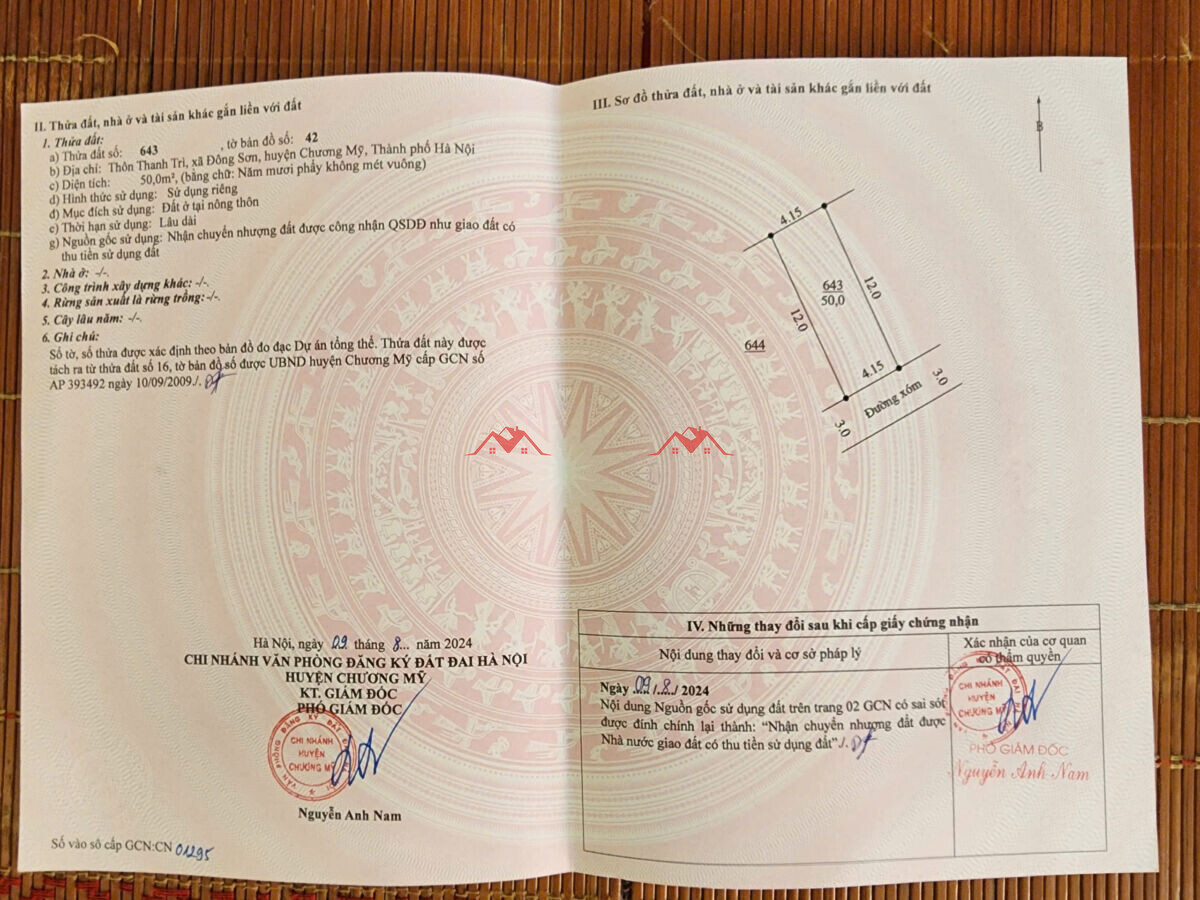 II. Thửa đất, nhà ở và tài sản khác gắn liền với đất
1. Thửa đất:
a) Thửa đất số: 643 , tờ bản đồ số: 42
b) Địa chỉ: Thôn Thanh Trì, xã Đông Sơn, huyện Chương Mỹ, Thành phố Hà Nội
c) Diện tích: 50,0m², (bằng chữ: Năm mươi phẩy không mét vuông)
d) Hình thức sử dụng: Sử dụng riêng
đ) Mục đích sử dụng: Đất ở tại nông thôn
e) Thời hạn sử dụng: Lâu dài
g) Nguồn gốc sử dụng: Nhận chuyển nhượng đất được công nhận QSDĐ như giao đất có
thu tiền sử dụng đất
2. Nhà ở: -/-.
3. Công trình xây dựng khác: -/-.
4. Rừng sản xuất là rừng trồng: -/-.
5. Cây lâu năm: -/-.
6. Ghi chú:
Số tờ, số thửa được xác định theo bản đồ đo đạc Dự án tổng thể. Thửa đất này được
tách ra từ thửa đất số 16, tờ bản đồ số được UBND huyện Chương Mỹ cấp GCN số
AP 393492 ngày 10/09/2009./.
Hà Nội, ngày 09 tháng 8... năm 2024
CHI NHÁNH VĂN PHÒNG ĐĂNG KÝ ĐẤT ĐAI HÀ NỘI
HUYỆN CHƯƠNG MỸ
KT. GIÁM ĐỐC
PHÓ GIÁM ĐỐC
CHI NHÁNH
HUYỆN
CHƯƠNG MỸ
Nguyễn Anh Nam
Số vào sổ cấp GCN:CN 01295
III. Sơ đồ thửa đất, nhà ở và tài sản khác gắn liền với đất
B
4.15
643
50,0
12.0
12.0
644
4.15
3.0
Đường xóm
3.0
IV. Những thay đổi sau khi cấp giấy chứng nhận
Nội dung thay đổi và cơ sở pháp lý
Xác nhận của cơ quan
có thẩm quyền
Ngày 09/.8./ 2024
Nội dung Nguồn gốc sử dụng đất trên trang 02 GCN có sai sót
được đính chính lại thành: “Nhận chuyển nhượng đất được
Nhà nước giao đất có thu tiền sử dụng đất”./.
CHI NHÁNH
HUYỆN
CHƯƠNG MỸ
PHÓ GIÁM ĐỐC
Nguyễn Anh Nam